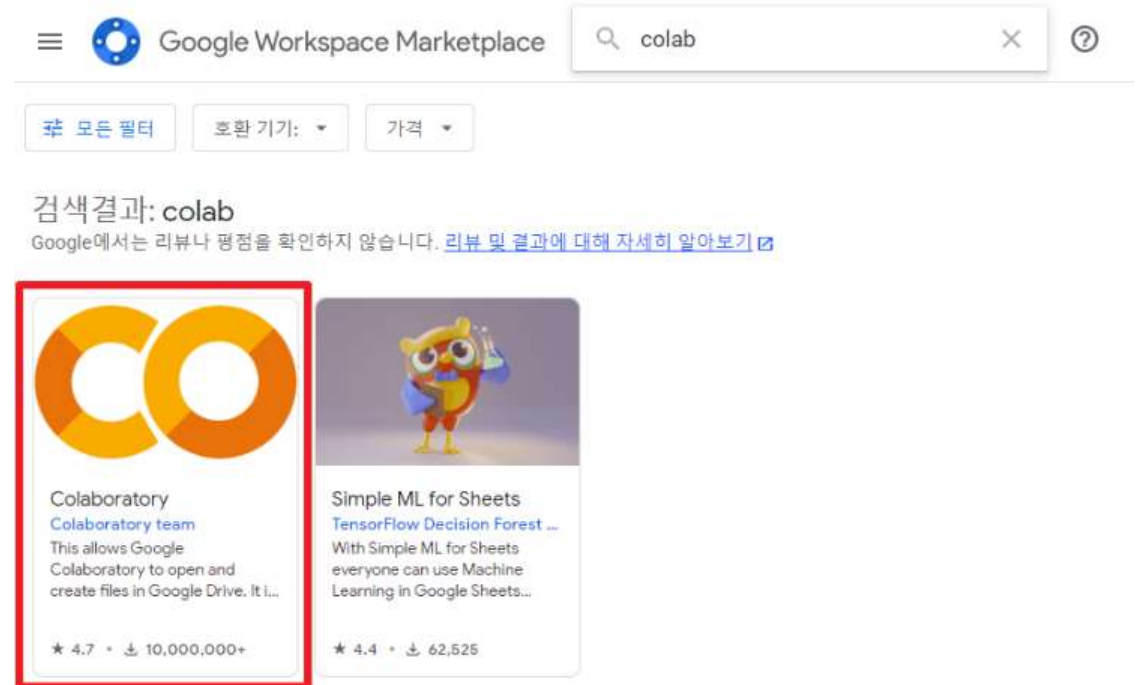 Google Workspace Marketplace
colab
모든 필터
호환 기기:
가격
검색결과: colab
Google에서는 리뷰나 평점을 확인하지 않습니다. 리뷰 및 결과에 대해 자세히 알아보기
CO
Colaboratory
Colaboratory team
This allows Google
Colaboratory to open and
create files in Google Drive. It i...
★ 4.7 • 10,000,000+
Simple ML for Sheets
TensorFlow Decision Forest ...
With Simple ML for Sheets
everyone can use Machine
Learning in Google Sheets...
★ 4.4 • 62,525